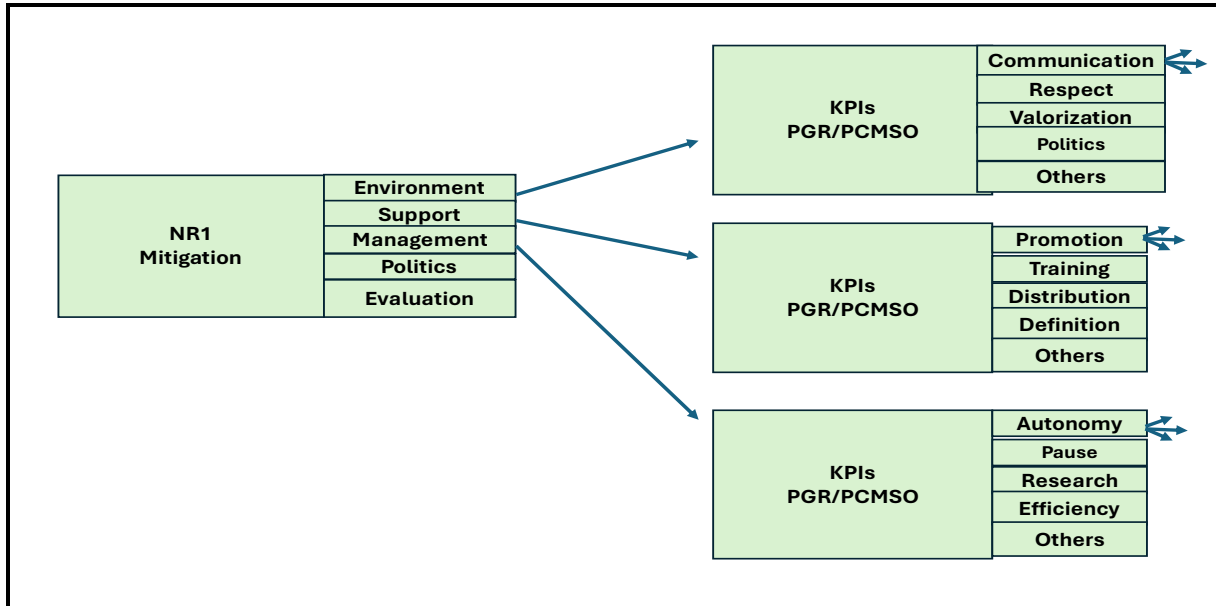 NR1
Mitigation
Environment
Support
Management
Politics
Evaluation
KPIs
PGR/PCMSO
Communication
Respect
Valorization
Politics
Others
KPIs
PGR/PCMSO
Promotion
Training
Distribution
Definition
Others
KPIs
PGR/PCMSO
Autonomy
Pause
Research
Efficiency
Others